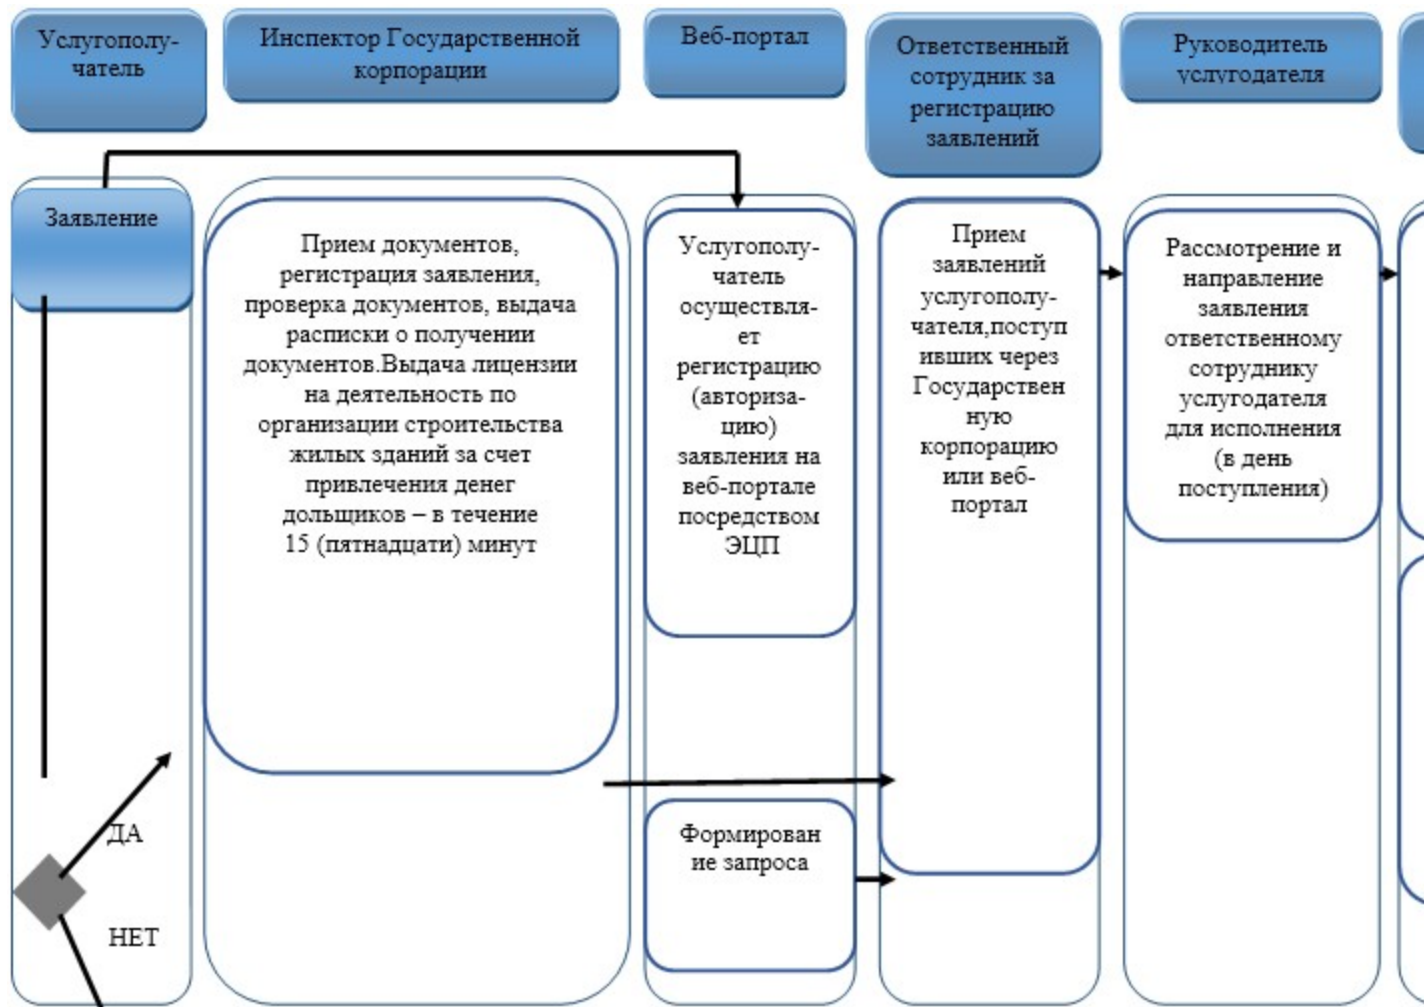 Услугополу-
чатель
Инспектор Государственной
корпорации
Веб-портал
Ответственный
сотрудник за
регистрацию
заявлений
Руководитель
услугодателя
Заявление
Прием документов,
регистрация заявления,
проверка документов, выдача
расписки о получении
документов.Выдача лицензии
на деятельность по
организации строительства
жилых зданий за счет
привлечения денег
дольщиков – в течение
15 (пятнадцати) минут
Услугополу-
чатель
осуществля-
ет
регистрацию
(авториза-
цию)
заявления на
веб-портале
посредством
ЭЦП
Прием
заявлений
услугополу-
чателя,поступ
ивших через
Государствен
ную
корпорацию
или веб-
портал
Рассмотрение и
направление
заявления
ответственному
сотруднику
услугодателя
для исполнения
(в день
поступления)
ДА
НЕТ
Формирован
ие запроса